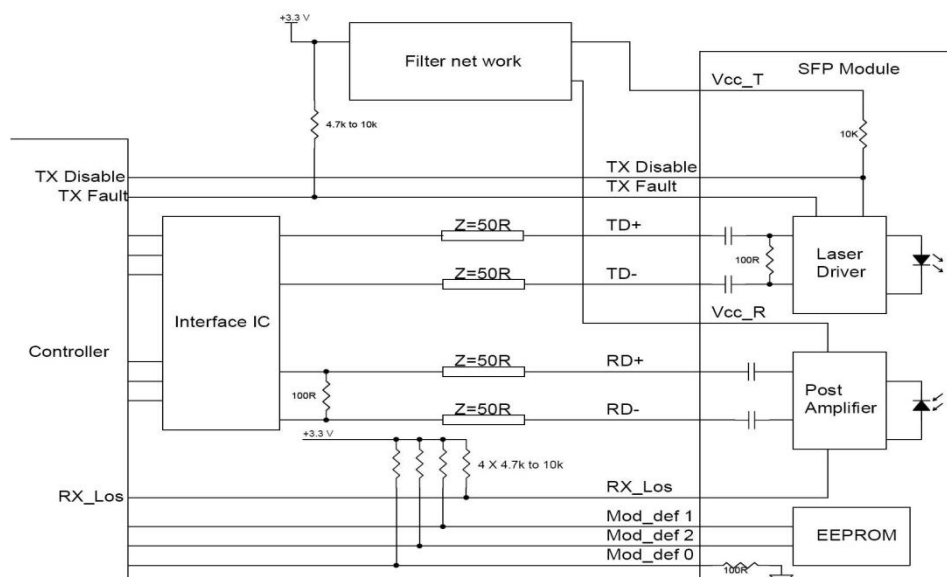 +3.3 V
Filter net work
SFP Module
Vcc_T
4.7k to 10k
10K
TX Disable
TX Disable
TX Fault
TX Fault
Z=50R
TD+
100R
Laser
Driver
Z=50R
TD-
Interface IC
Vcc_R
Controller
Z=50R
RD+
100R
Post
Amplifier
Z=50R
RD-
+3.3 V
4 X 4.7k to 10k
RX_Los
RX_Los
Mod_def 1
Mod_def 2
EEPROM
Mod_def 0
100R